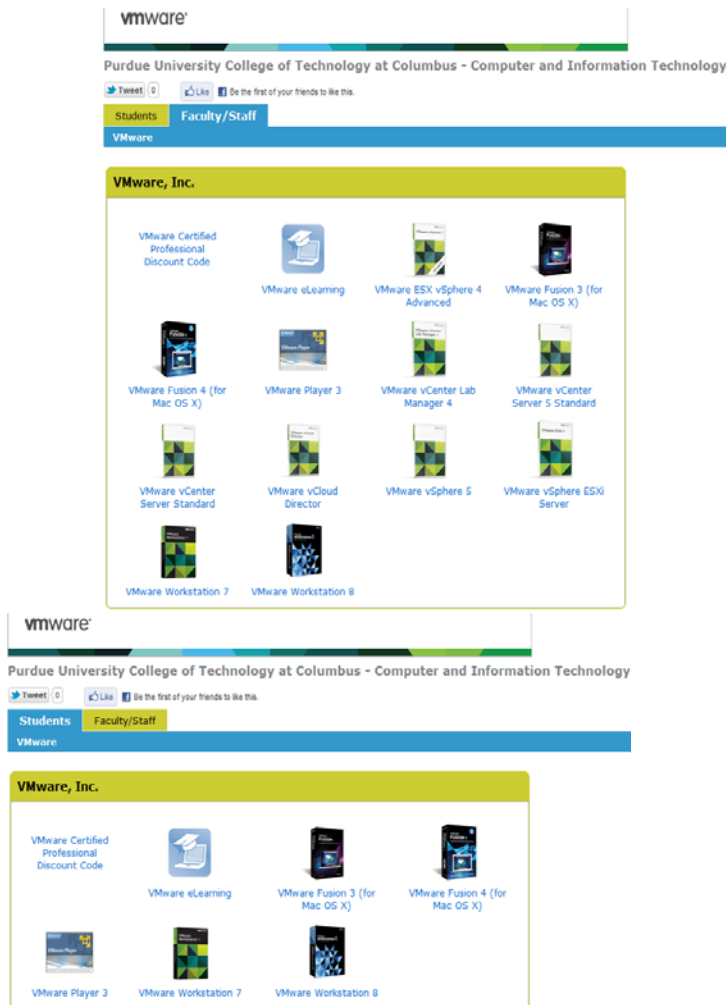 vmware
Purdue University College of Technology at Columbus - Computer and Information Technology
Tweet 0 Like Be the first of your friends to like this.
Students Faculty/Staff
VMware
VMware, Inc.
VMware Certified
Professional
Discount Code
VMware eLearning
VMware ESX vSphere 4
Advanced
VMware Fusion 3 (for
Mac OS X)
VMware Fusion 4 (for
Mac OS X)
VMware Player 3
VMware vCenter Lab
Manager 4
VMware vCenter
Server 5 Standard
VMware vCenter
Server Standard
VMware vCloud
Director
VMware vSphere 5
VMware vSphere ESXi
Server
VMware Workstation 7
VMware Workstation 8
vmware
Purdue University College of Technology at Columbus - Computer and Information Technology
Tweet 0 Like Be the first of your friends to like this.
Students Faculty/Staff
VMware
VMware, Inc.
VMware Certified
Professional
Discount Code
VMware eLearning
VMware Fusion 3 (for
Mac OS X)
VMware Fusion 4 (for
Mac OS X)
VMware Player 3
VMware Workstation 7
VMware Workstation 8